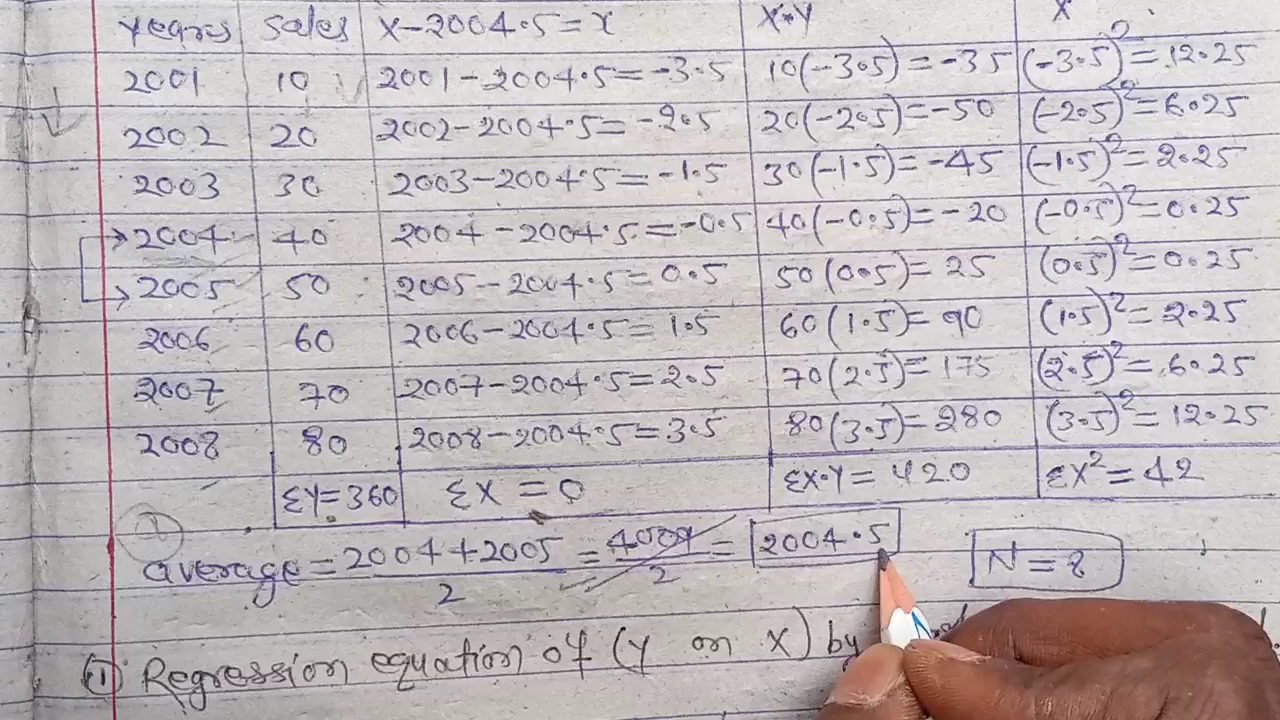 years sales x-2004.5=x x·y x
2001 10 2001-2004.5=-3.5 10(-3.5)=-35 (-3.5)²=12.25
2002 20 2002-2004.5=-2.5 20(-2.5)=-50 (-2.5)²=6.25
2003 30 2003-2004.5=-1.5 30(-1.5)=-45 (-1.5)²=2.25
2004 40 2004-2004.5=-0.5 40(-0.5)=-20 (-0.5)²=0.25
2005 50 2005-2004.5=0.5 50(0.5)=25 (0.5)²=0.25
2006 60 2006-2004.5=1.5 60(1.5)=90 (1.5)²=2.25
2007 70 2007-2004.5=2.5 70(2.5)=175 (2.5)²=6.25
2008 80 2008-2004.5=3.5 80(3.5)=280 (3.5)²=12.25
ΣY=360 ΣX=0 ΣX·Y=420 ΣX²=42
average=2004+2005/2=4009/2=2004.5 N=8
① Regression equation of (y on x) by